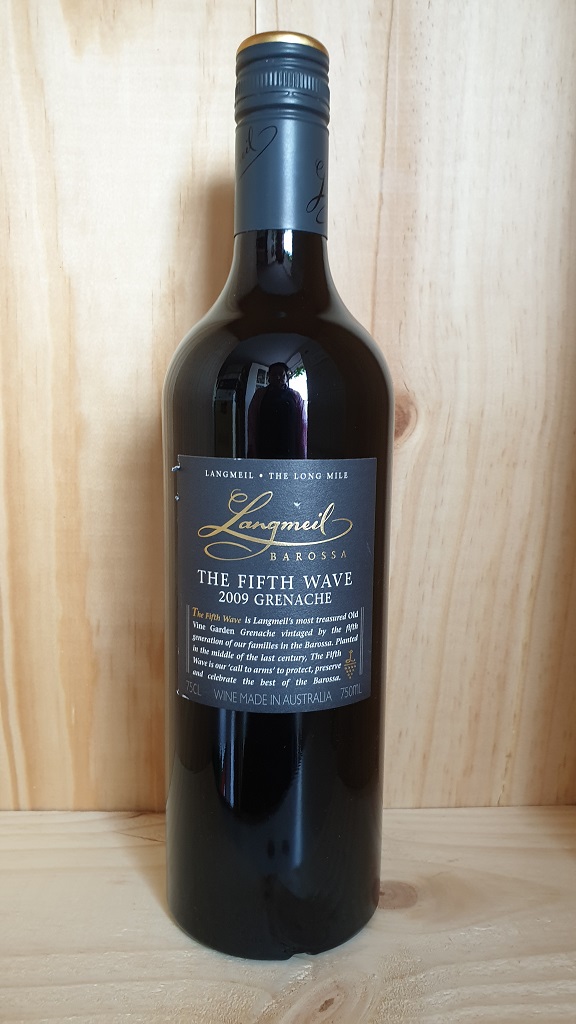 LANGMEIL • THE LONG MILE
Langmeil
BAROSSA
THE FIFTH WAVE
2009 GRENACHE
The Fifth Wave is Langmeil's most treasured Old
Vine Garden Grenache vintaged by the fifth
generation of our families in the Barossa. Planted
in the middle of the last century, The Fifth
Wave is our 'call to arms' to protect, preserve
and celebrate the best of the Barossa.
75CL WINE MADE IN AUSTRALIA 750mL